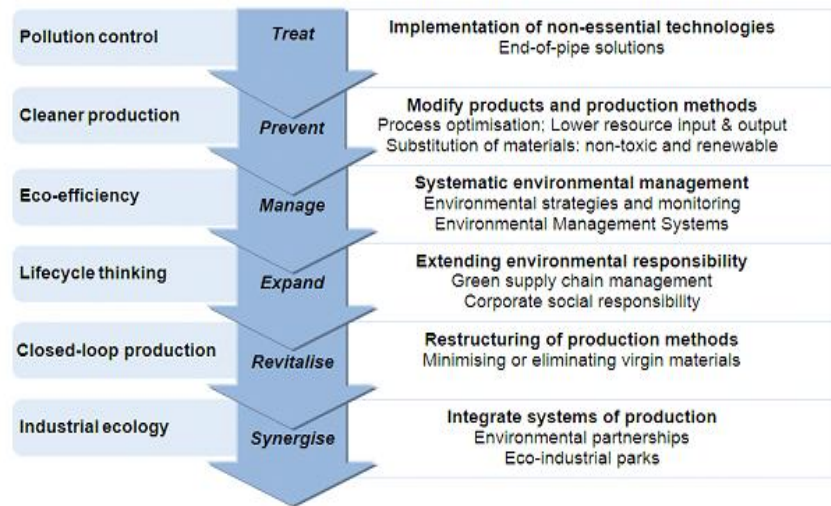 Pollution control
Treat
Implementation of non-essential technologies
End-of-pipe solutions
Cleaner production
Prevent
Modify products and production methods
Process optimisation; Lower resource input & output
Substitution of materials: non-toxic and renewable
Eco-efficiency
Manage
Systematic environmental management
Environmental strategies and monitoring
Environmental Management Systems
Lifecycle thinking
Expand
Extending environmental responsibility
Green supply chain management
Corporate social responsibility
Closed-loop production
Revitalise
Restructuring of production methods
Minimising or eliminating virgin materials
Industrial ecology
Synergise
Integrate systems of production
Environmental partnerships
Eco-industrial parks